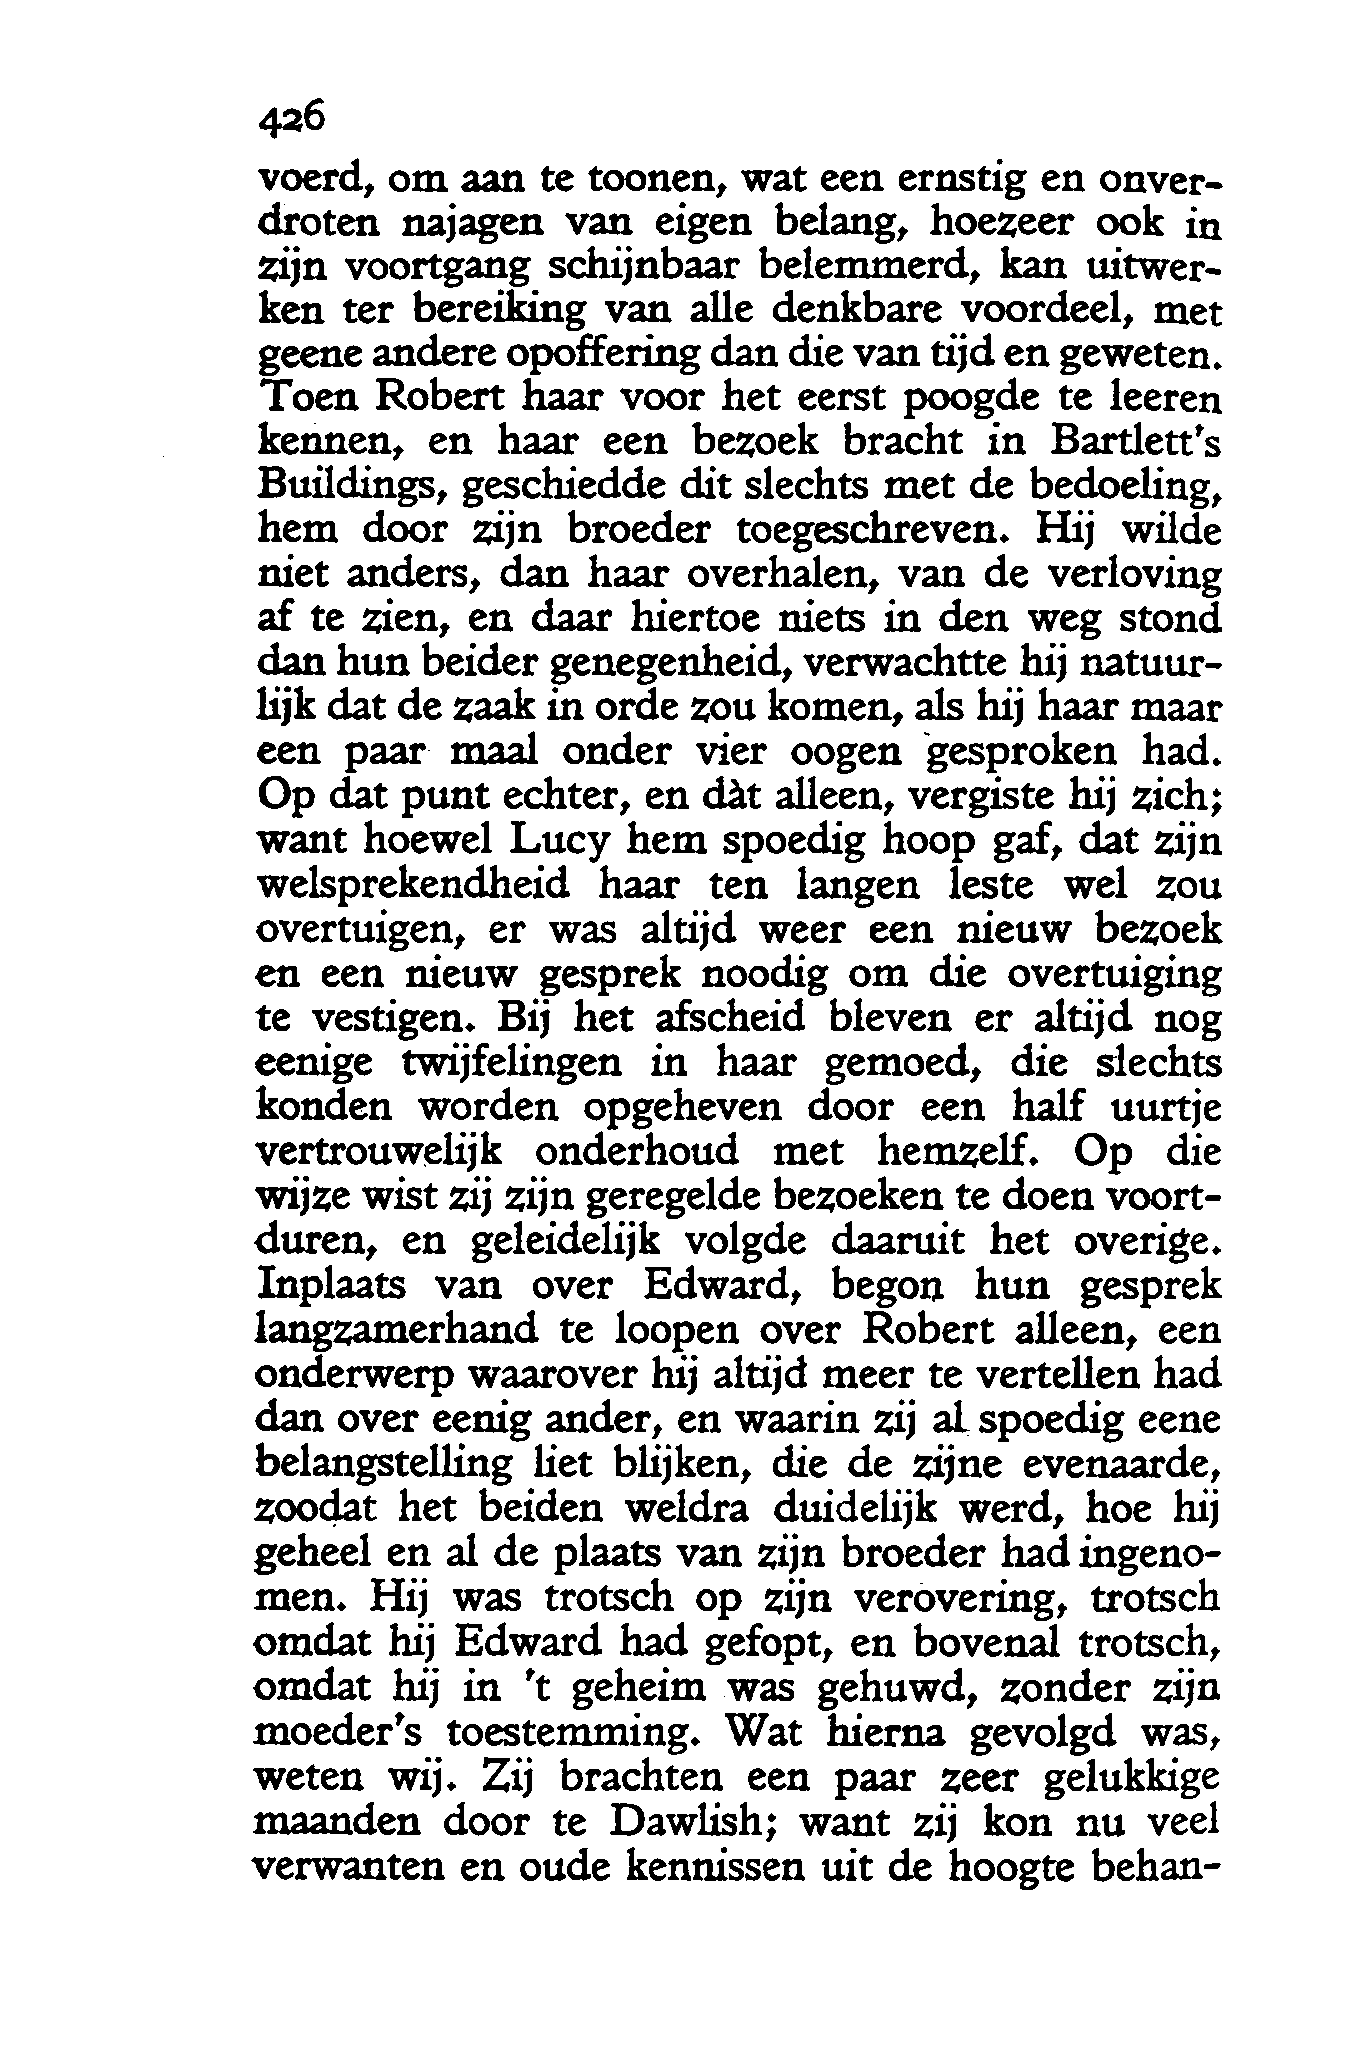 426
voerd, om aan te toonen, wat een ernstig en onver-
droten najagen van eigen belang, hoezeer ook in
zijn voortgang schijnbaar belemmerd, kan uitwer-
ken ter bereiking van alle denkbare voordeel, met
geene andere opoffering dan die van tijd en geweten.
Toen Robert haar voor het eerst poogde te leeren
kennen, en haar een bezoek bracht in Bartlett's
Buildings, geschiedde dit slechts met de bedoeling,
hem door zijn broeder toegeschreven. Hij wilde
niet anders, dan haar overhalen, van de verloving
af te zien, en daar hiertoe niets in den weg stond
dan hun beider genegenheid, verwachtte hij natuur-
lijk dat de zaak in orde zou komen, als hij haar maar
een paar maal onder vier oogen gesproken had.
Op dat punt echter, en dàt alleen, vergiste hij zich;
want hoewel Lucy hem spoedig hoop gaf, dat zijn
welsprekendheid haar ten langen leste wel zou
overtuigen, er was altijd weer een nieuw bezoek
en een nieuw gesprek noodig om die overtuiging
te vestigen. Bij het afscheid bleven er altijd nog
eenige twijfelingen in haar gemoed, die slechts
konden worden opgeheven door een half uurtje
vertrouwelijk onderhoud met hemzelf. Op die
wijze wist zij zijn geregelde bezoeken te doen voort-
duren, en geleidelijk volgde daaruit het overige.
Inplaats van over Edward, begon hun gesprek
langzamerhand te loopen over Robert alleen, een
onderwerp waarover hij altijd meer te vertellen had
dan over eenig ander, en waarin zij al spoedig eene
belangstelling liet blijken, die de zijne evenaarde,
zoodat het beiden weldra duidelijk werd, hoe hij
geheel en al de plaats van zijn broeder had ingeno-
men. Hij was trotsch op zijn verovering, trotsch
omdat hij Edward had gefopt, en bovenal trotsch,
omdat hij in 't geheim was gehuwd, zonder zijn
moeder's toestemming. Wat hierna gevolgd was,
weten wij. Zij brachten een paar zeer gelukkige
maanden door te Dawlish; want zij kon nu veel
verwanten en oude kennissen uit de hoogte behan-